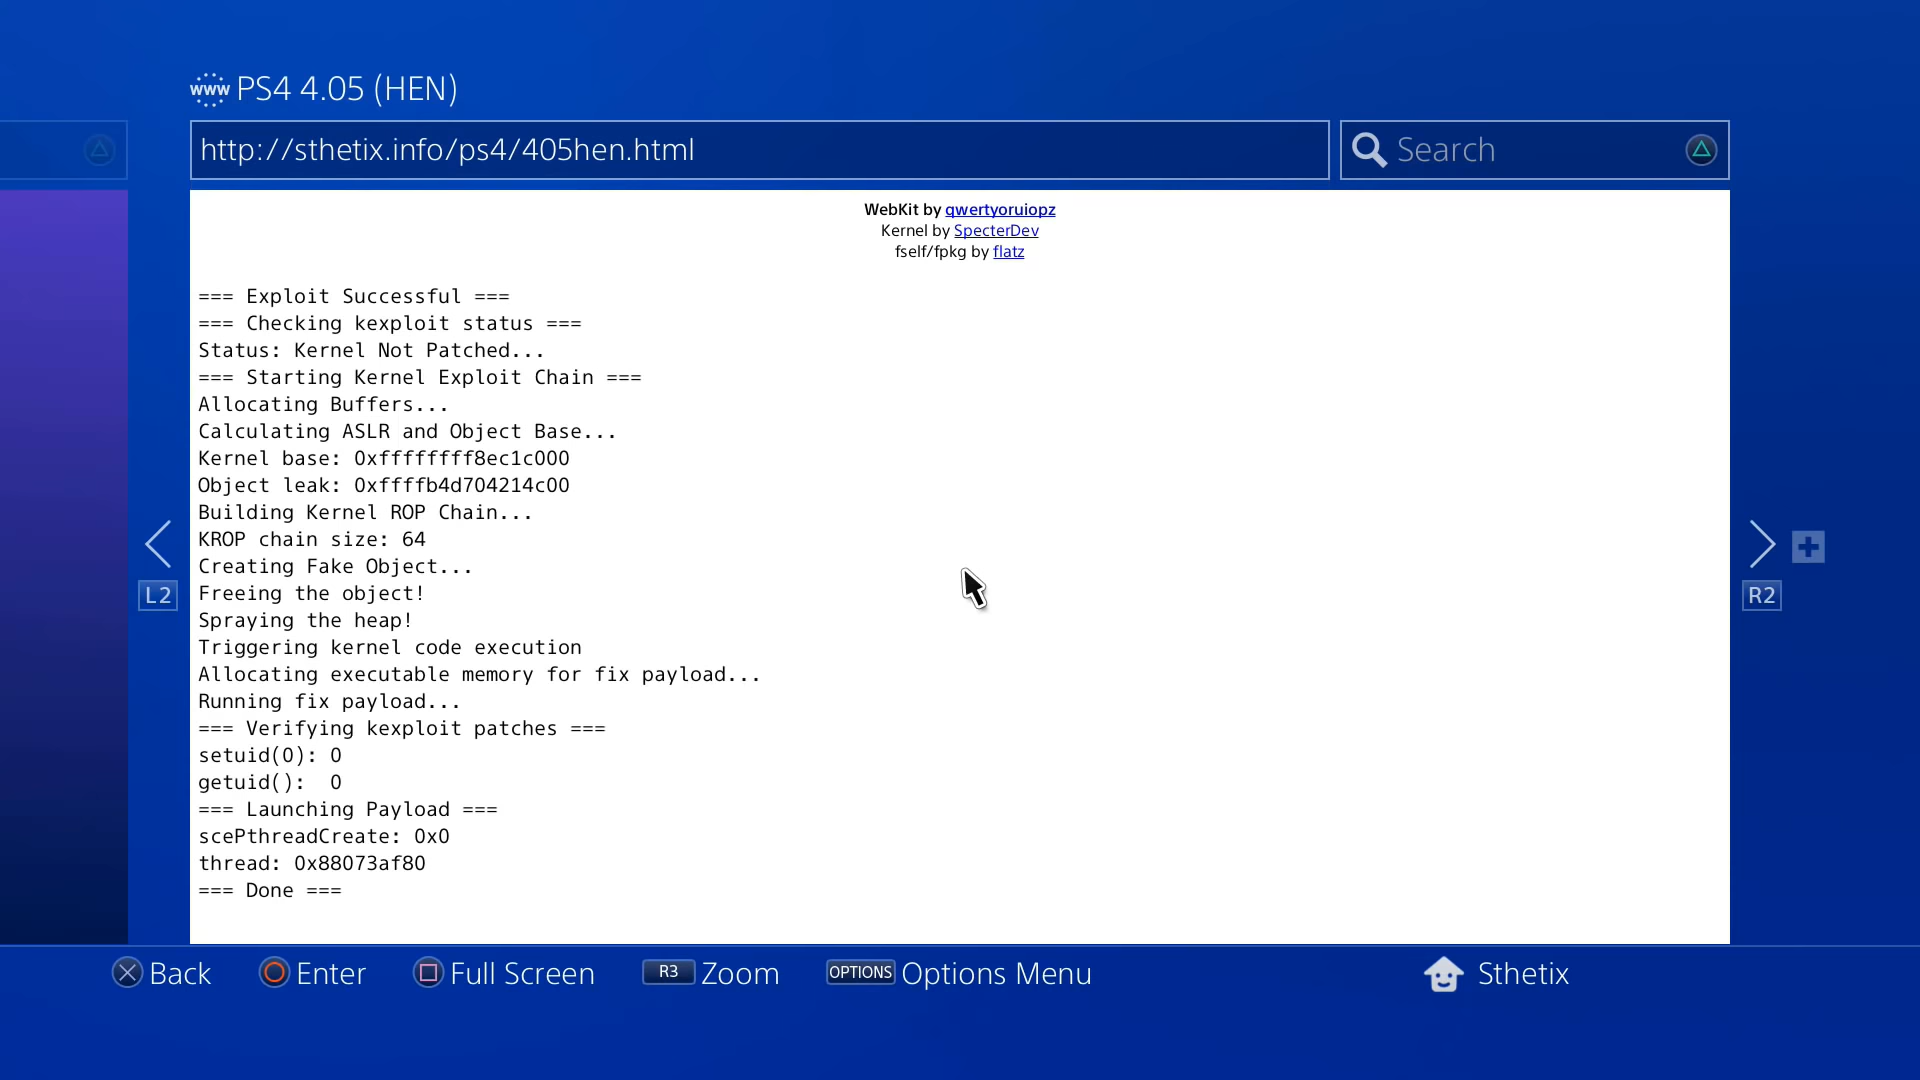 www PS4 4.05 (HEN)
http://sthetix.info/ps4/405hen.html
Search
WebKit by qwertyoruiopz
Kernel by SpecterDev
fself/fpkg by flatz
=== Exploit Successful ===
=== Checking kexploit status ===
Status: Kernel Not Patched...
=== Starting Kernel Exploit Chain ===
Allocating Buffers...
Calculating ASLR and Object Base...
Kernel base: 0xffffffff8ec1c000
Object leak: 0xffffb4d704214c00
Building Kernel ROP Chain...
KROP chain size: 64
Creating Fake Object...
Freeing the object!
Spraying the heap!
Triggering kernel code execution
Allocating executable memory for fix payload...
Running fix payload...
=== Verifying kexploit patches ===
setuid(0): 0
getuid():  0
=== Launching Payload ===
scePthreadCreate: 0x0
thread: 0x88073af80
=== Done ===
L2
R2
Back Enter Full Screen R3 Zoom OPTIONS Options Menu Sthetix